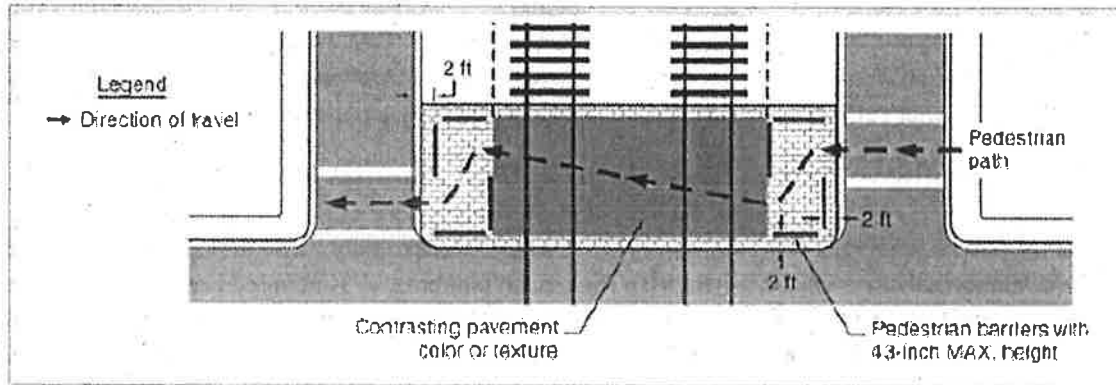 2 ft
Legend
Direction of travel
Pedestrian
path
2 ft
2 ft
Contrasting pavement
color or texture
Pedestrian barriers with
43-inch MAX. height